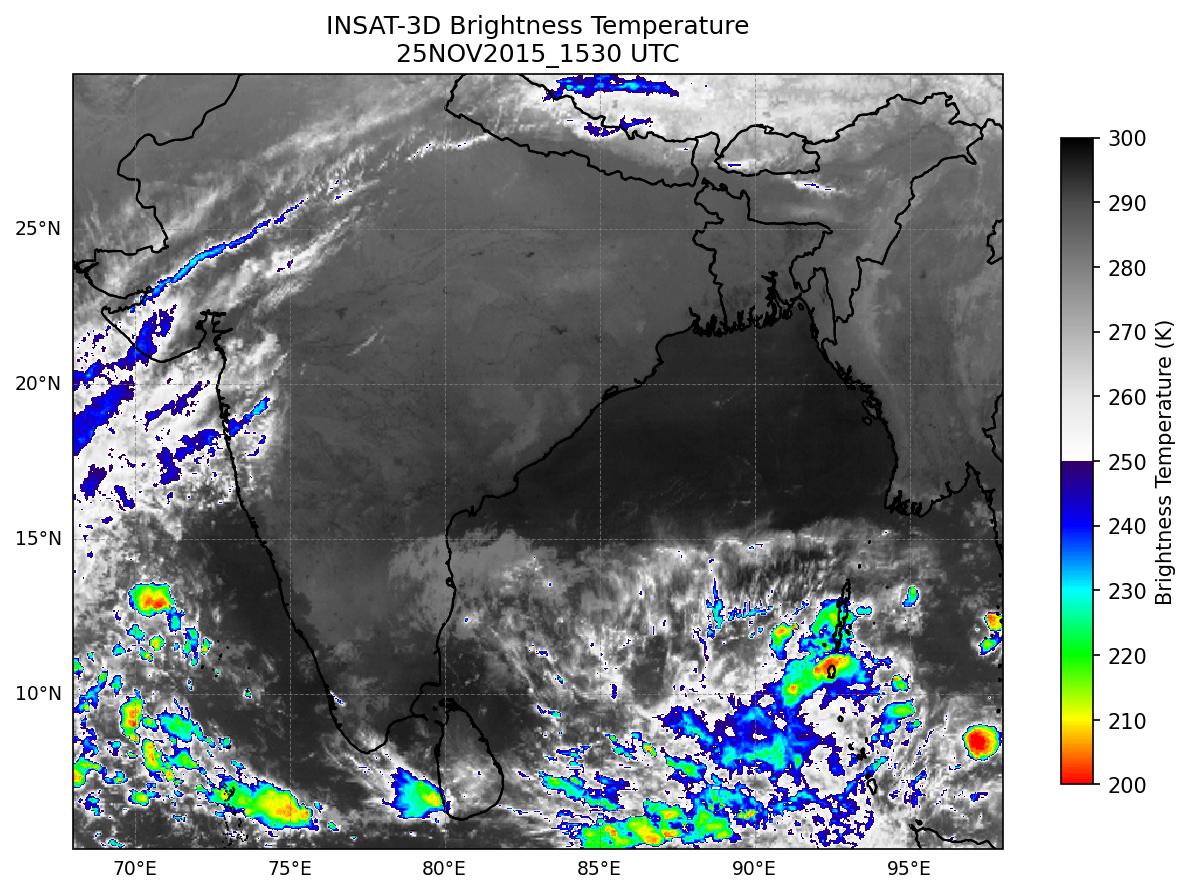 INSAT-3D Brightness Temperature
25NOV2015_1530 UTC
25°N
20°N
15°N
10°N
70°E
75°E
80°E
85°E
90°E
95°E
300
290
280
270
260
250
240
230
220
210
200
Brightness Temperature (K)